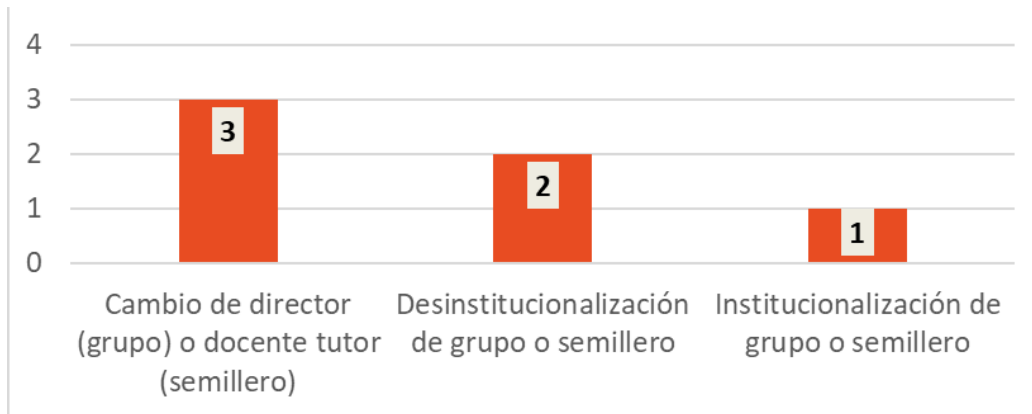 4
3
2
1
0
3
2
1
Cambio de director
(grupo) o docente tutor
(semillero)
Desinstitucionalización
de grupo o semillero
Institucionalización de
grupo o semillero